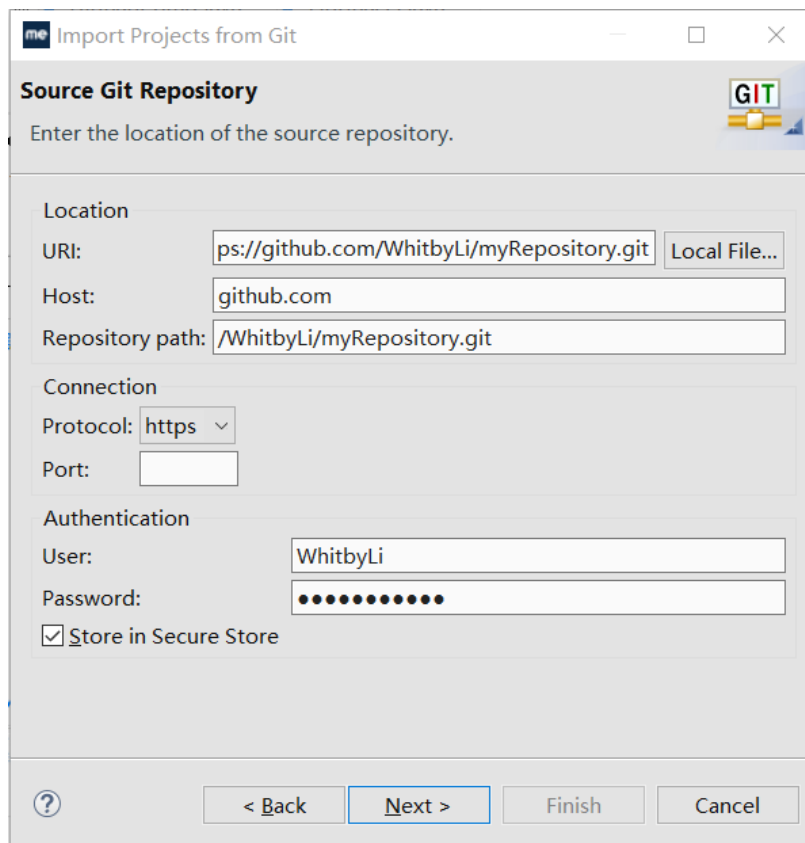 me Import Projects from Git
Source Git Repository
GIT
Enter the location of the source repository.
Location
URI: ps://github.com/WhitbyLi/myRepository.git Local File...
Host: github.com
Repository path: /WhitbyLi/myRepository.git
Connection
Protocol: https
Port:
Authentication
User: WhitbyLi
Password: ●●●●●●●●●●●
Store in Secure Store
? < Back Next > Finish Cancel